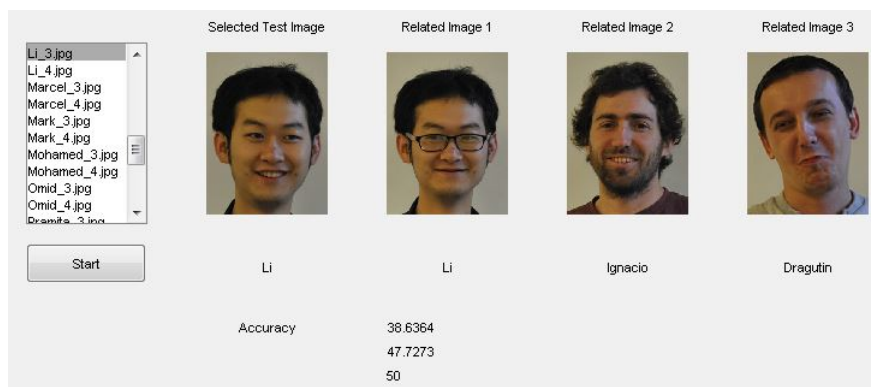 Selected Test Image
Related Image 1
Related Image 2
Related Image 3
Li_3.jpg
Li_4.jpg
Marcel_3.jpg
Marcel_4.jpg
Mark_3.jpg
Mark_4.jpg
Mohamed_3.jpg
Mohamed_4.jpg
Omid_3.jpg
Omid_4.jpg
Pramita_3.jpg
Start
Li
Li
Ignacio
Dragutin
Accuracy
38.6364
47.7273
50